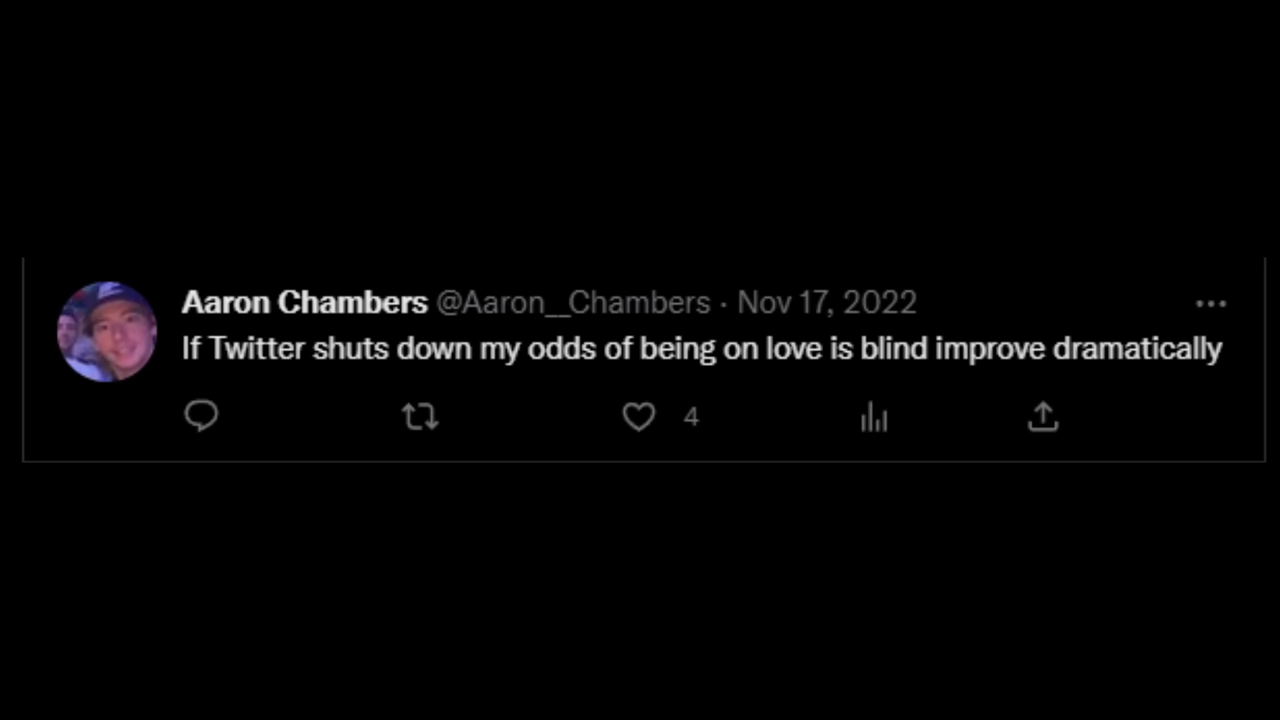 Aaron Chambers @Aaron__Chambers · Nov 17, 2022
If Twitter shuts down my odds of being on love is blind improve dramatically
4